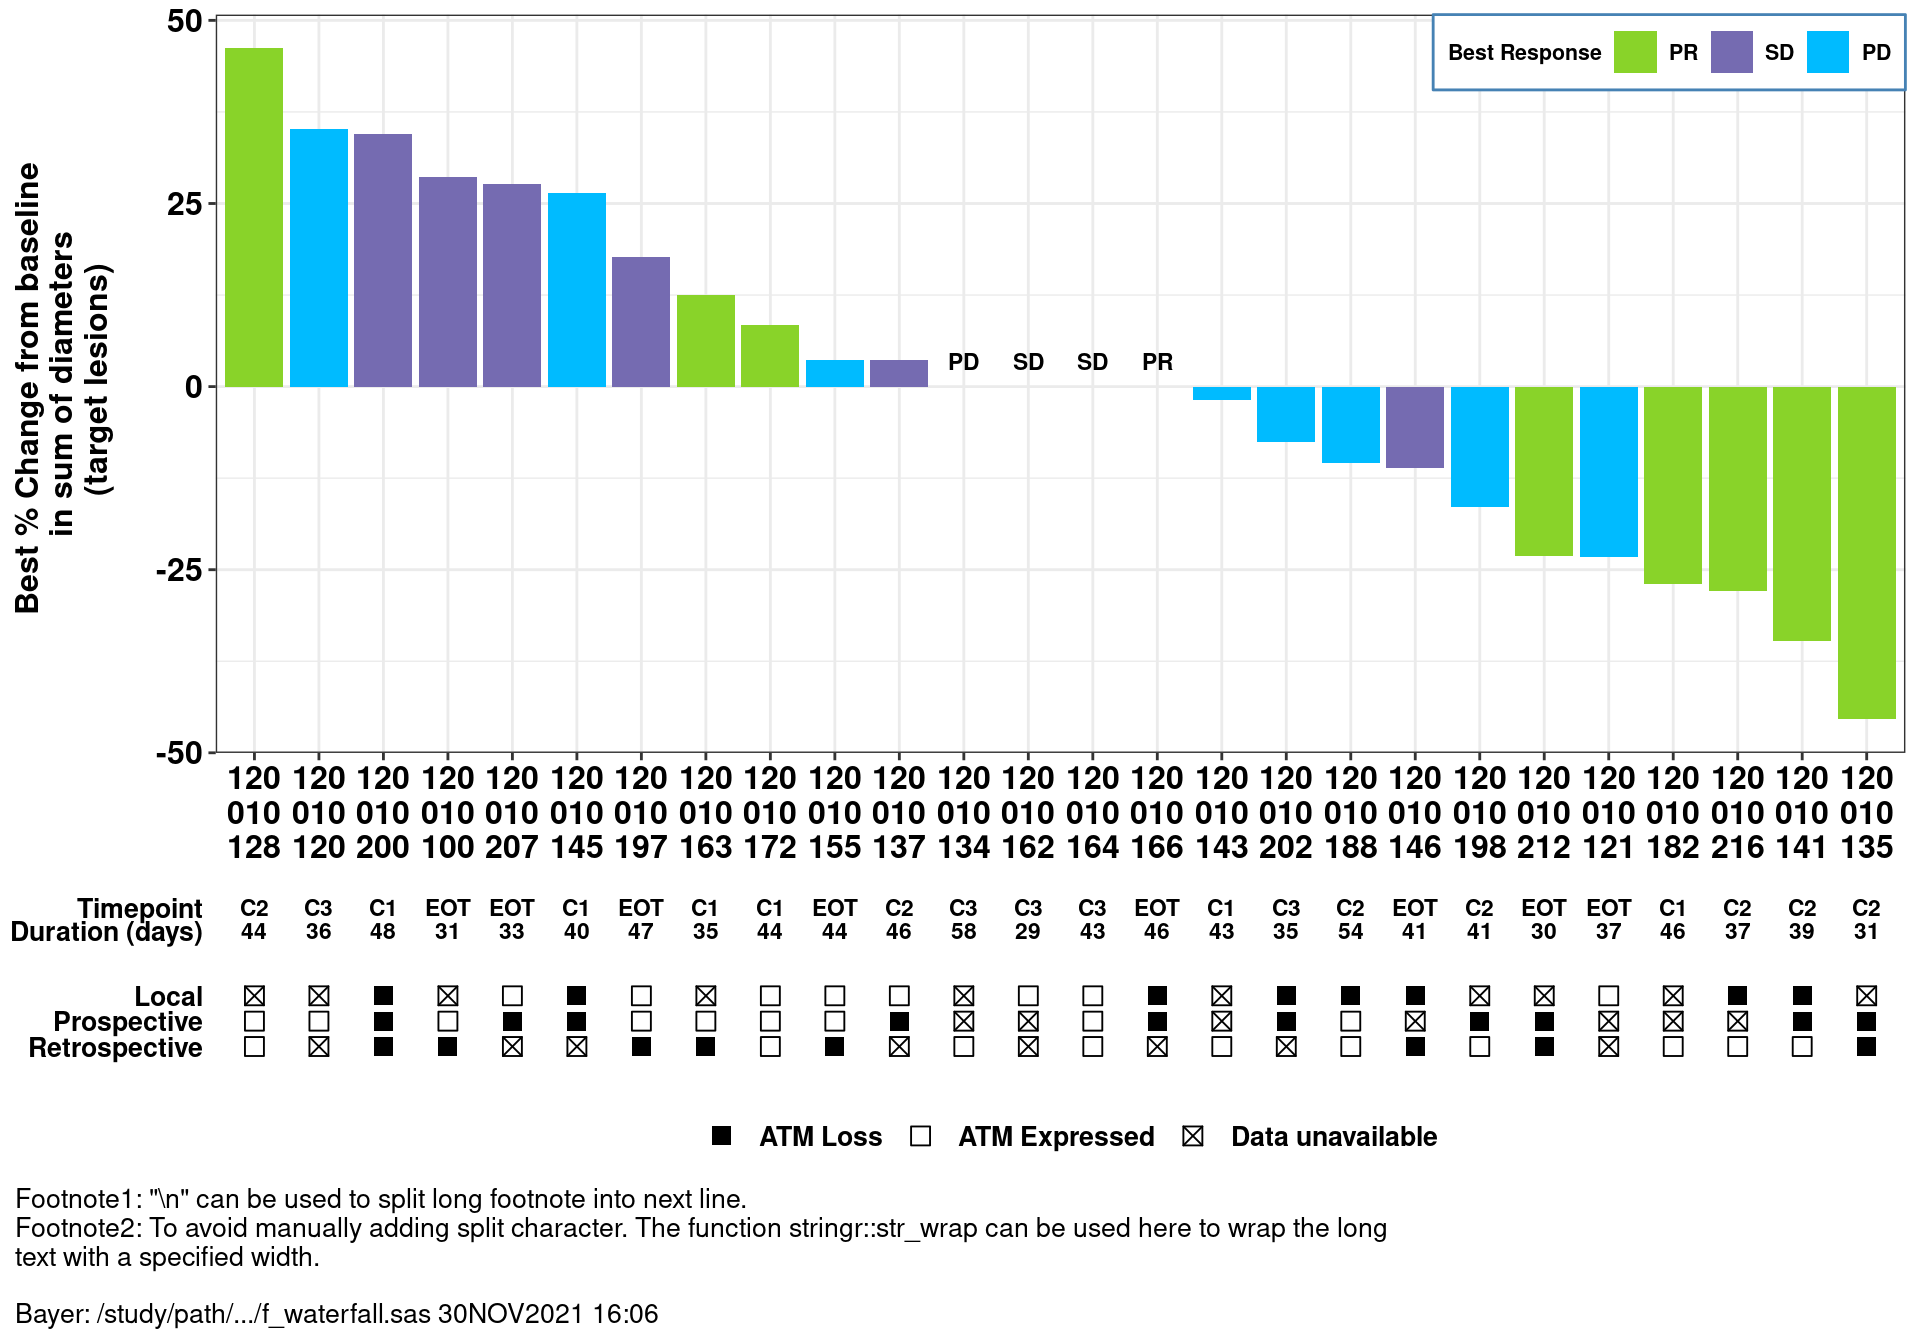 50
Best Response PR SD PD
25
0
-25
-50
Best % Change from baseline
in sum of diameters
(target lesions)
PD SD SD PR
120 120 120 120 120 120 120 120 120 120 120 120 120 120 120 120 120 120 120 120 120 120 120 120 120 120
010 010 010 010 010 010 010 010 010 010 010 010 010 010 010 010 010 010 010 010 010 010 010 010 010 010
128 120 200 100 207 145 197 163 172 155 137 134 162 164 166 143 202 188 146 198 212 121 182 216 141 135
Timepoint C2 C3 C1 EOT EOT C1 EOT C1 C1 EOT C2 C3 C3 C3 EOT C1 C3 C2 EOT C2 EOT EOT C1 C2 C2 C2
Duration (days) 44 36 48 31 33 40 47 35 44 44 46 58 29 43 46 43 35 54 41 41 30 37 46 37 39 31
Local
Prospective
Retrospective
ATM Loss ATM Expressed Data unavailable
Footnote1: "\n" can be used to split long footnote into next line.
Footnote2: To avoid manually adding split character. The function stringr::str_wrap can be used here to wrap the long
text with a specified width.
Bayer: /study/path/.../f_waterfall.sas 30NOV2021 16:06